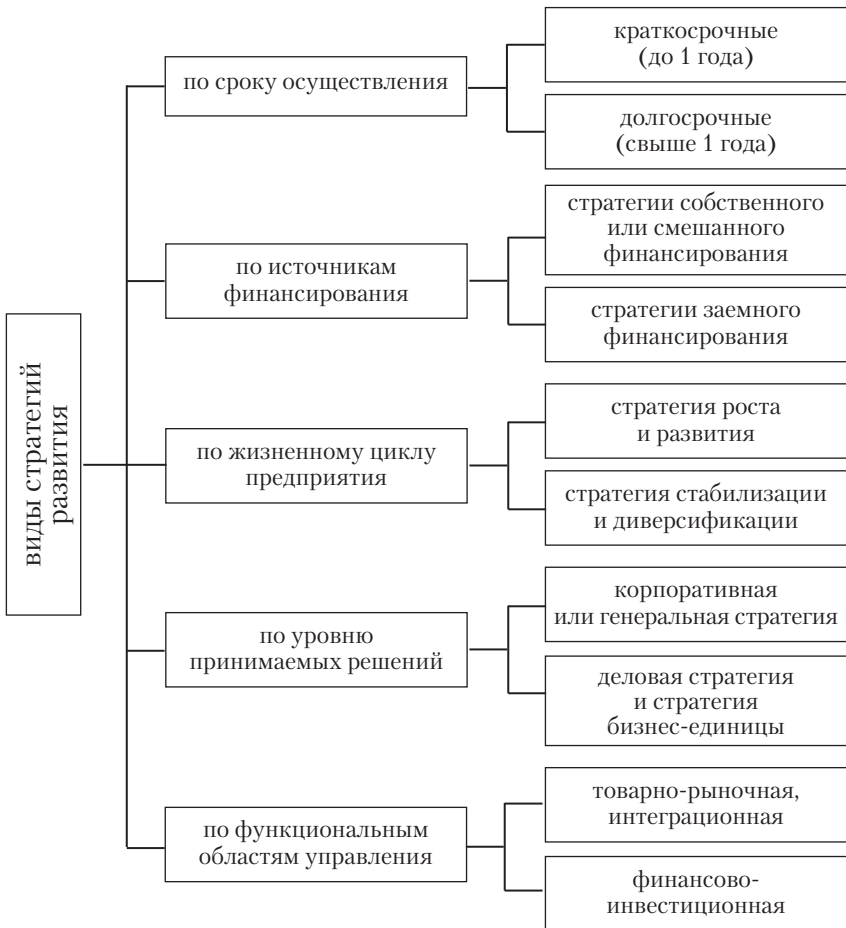 виды стратегий
развития
по сроку осуществления
краткосрочные
(до 1 года)
долгосрочные
(свыше 1 года)
по источникам
финансирования
стратегии собственного
или смешанного
финансирования
стратегии заемного
финансирования
по жизненному циклу
предприятия
стратегия роста
и развития
стратегия стабилизации
и диверсификации
по уровню
принимаемых решений
корпоративная
или генеральная стратегия
деловая стратегия
и стратегия
бизнес-единицы
по функциональным
областям управления
товарно-рыночная,
интеграционная
финансово-
инвестиционная